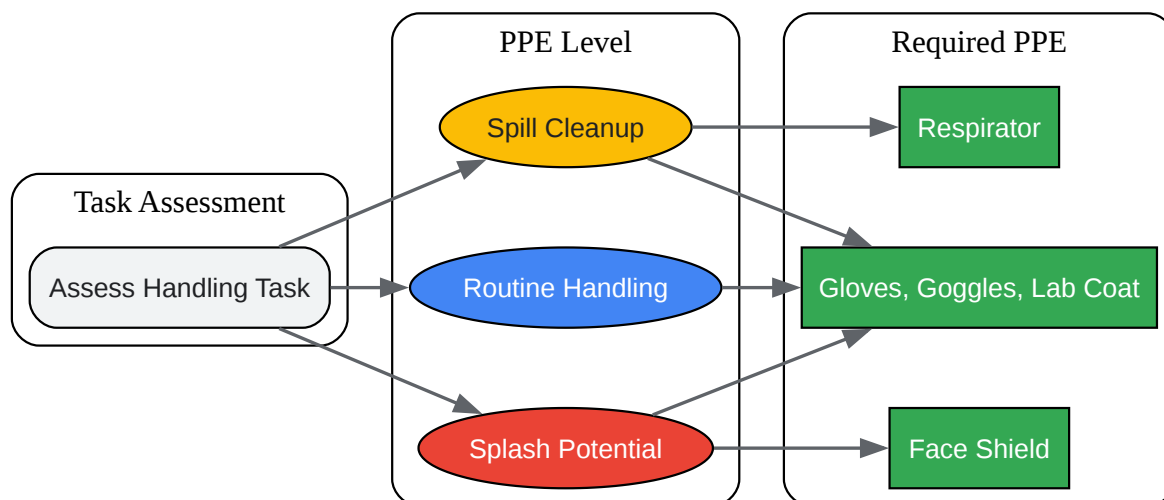 Task Assessment
Assess Handling Task
PPE Level
Spill Cleanup
Routine Handling
Splash Potential
Required PPE
Respirator
Gloves, Goggles, Lab Coat
Face Shield